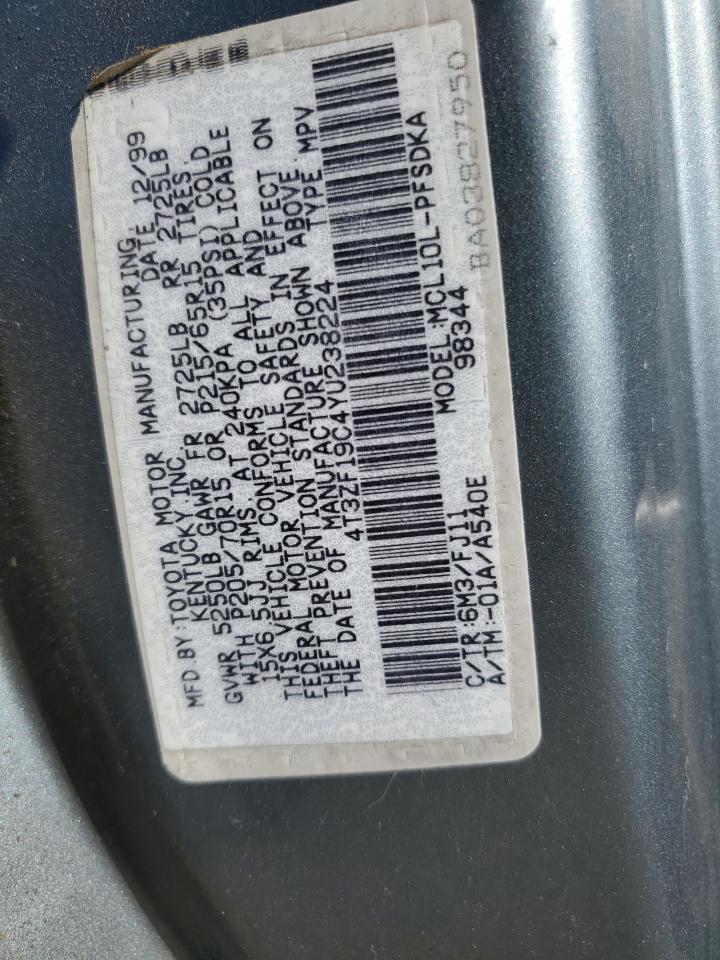 MFD BY:TOYOTA MOTOR MANUFACTURING,
KENTUCKY,INC. DATE 12/99
GVWR 5250LB GAWR FR 2725LB RR 2725LB
WITH P205/70R15 OR P215/65R15 TIRES,
15X6.5JJ RIMS,AT 240KPA (35PSI) COLD
THIS VEHICLE CONFORMS TO ALL APPLICABLE
FEDERAL MOTOR VEHICLE SAFETY AND
THEFT PREVENTION STANDARDS IN EFFECT ON
THE DATE OF MANUFACTURE SHOWN ABOVE.
4T3ZF19C4YU238224 TYPE:MPV
MODEL:MCL10L-PFSDKA
C/TR:6M3/FJ11 98344
A/TM:-01A/A540E
BA03827950